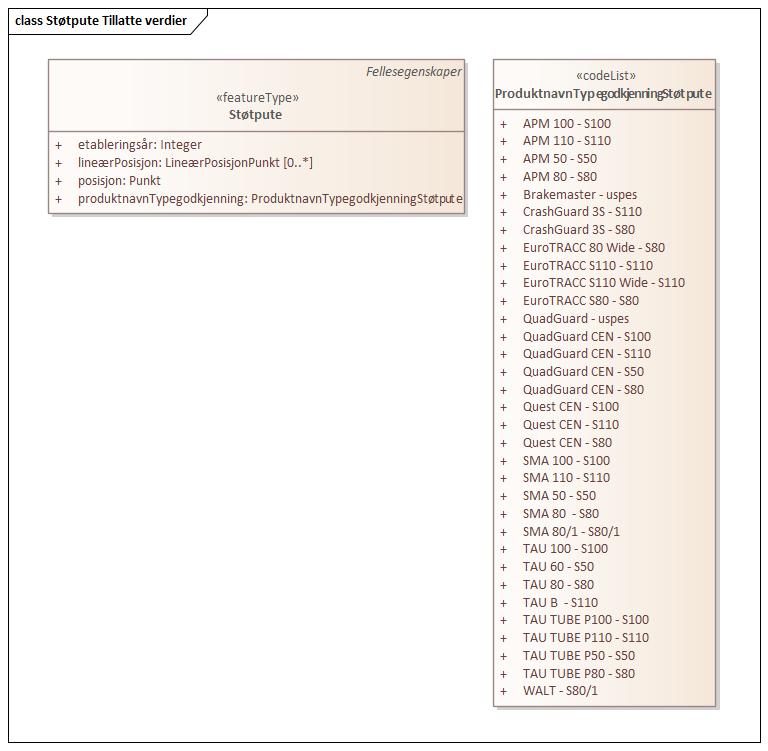 class Støtpute Tillatte verdier
Fellesegenskaper
«featureType»
Støtpute
+ etableringsår: Integer
+ lineærPosisjon: LineærPosisjonPunkt [0..*]
+ posisjon: Punkt
+ produktnavnTypegodkjenning: ProduktnavnTypegodkjenningStøtpute
«codeList»
ProduktnavnTypegodkjenningStøtpute
+ APM 100 - S100
+ APM 110 - S110
+ APM 50 - S50
+ APM 80 - S80
+ Brakemaster - uspes
+ CrashGuard 3S - S110
+ CrashGuard 3S - S80
+ EuroTRACC 80 Wide - S80
+ EuroTRACC S110 - S110
+ EuroTRACC S110 Wide - S110
+ EuroTRACC S80 - S80
+ QuadGuard - uspes
+ QuadGuard CEN - S100
+ QuadGuard CEN - S110
+ QuadGuard CEN - S50
+ QuadGuard CEN - S80
+ Quest CEN - S100
+ Quest CEN - S110
+ Quest CEN - S80
+ SMA 100 - S100
+ SMA 110 - S110
+ SMA 50 - S50
+ SMA 80  - S80
+ SMA 80/1 - S80/1
+ TAU 100 - S100
+ TAU 60 - S50
+ TAU 80 - S80
+ TAU B  - S110
+ TAU TUBE P100 - S100
+ TAU TUBE P110 - S110
+ TAU TUBE P50 - S50
+ TAU TUBE P80 - S80
+ WALT - S80/1